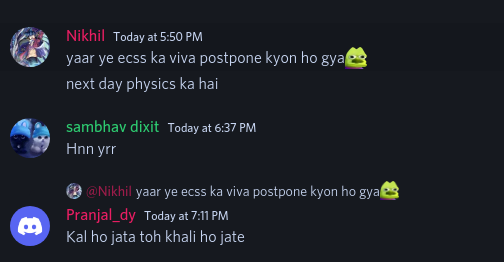 Nikhil Today at 5:50 PM
yaar ye ecss ka viva postpone kyon ho gya
next day physics ka hai
sambhav dixit Today at 6:37 PM
Hnn yrr
@Nikhil yaar ye ecss ka viva postpone kyon ho gya
Pranjal_dy Today at 7:11 PM
Kal ho jata toh khali ho jate